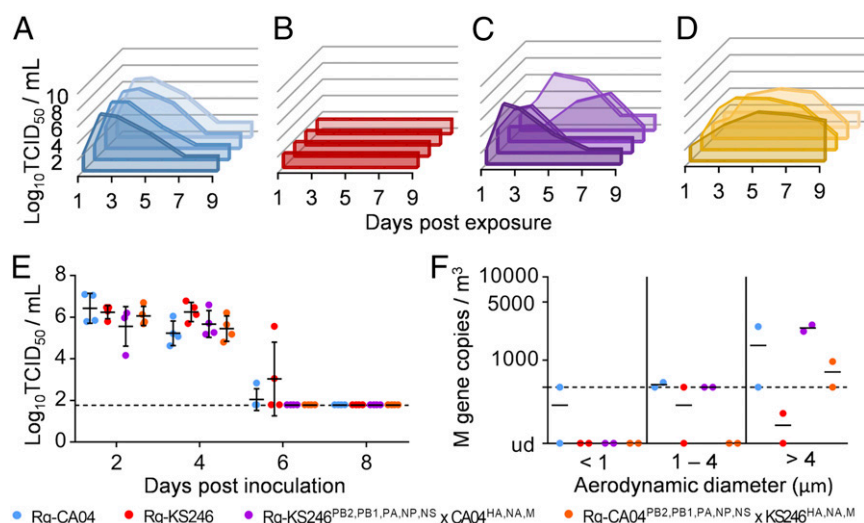 A B C D
Log10TCID50 / mL
10
8
6
4
2
1 3 5 7 9 1 3 5 7 9 1 3 5 7 9 1 3 5 7 9
Days post exposure
E F
Log10TCID50 / mL
8
6
4
2
0
2 4 6 8
Days post inoculation
M gene copies / m3
10000
5000
1000
ud
< 1 1 – 4 > 4
Aerodynamic diameter (μm)
Rg-CA04 Rg-KS246 Rg-KS246PB2,PB1,PA,NP,NS x CA04HA,NA,M Rg-CA04PB2,PB1,PA,NP,NS x KS246HA,NA,M